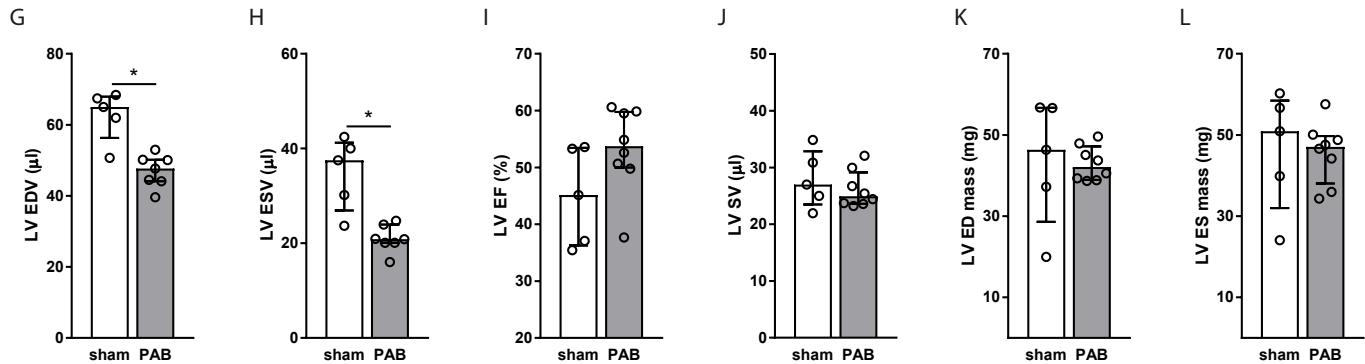 G
LV EDV (µl)
80
60
40
20
0
*
sham PAB
H
LV ESV (µl)
60
40
20
0
*
sham PAB
I
LV EF (%)
70
60
50
40
30
20
sham PAB
J
LV SV (µl)
50
40
30
20
10
0
sham PAB
K
LV ED mass (mg)
70
50
30
10
sham PAB
L
LV ES mass (mg)
70
50
30
10
sham PAB